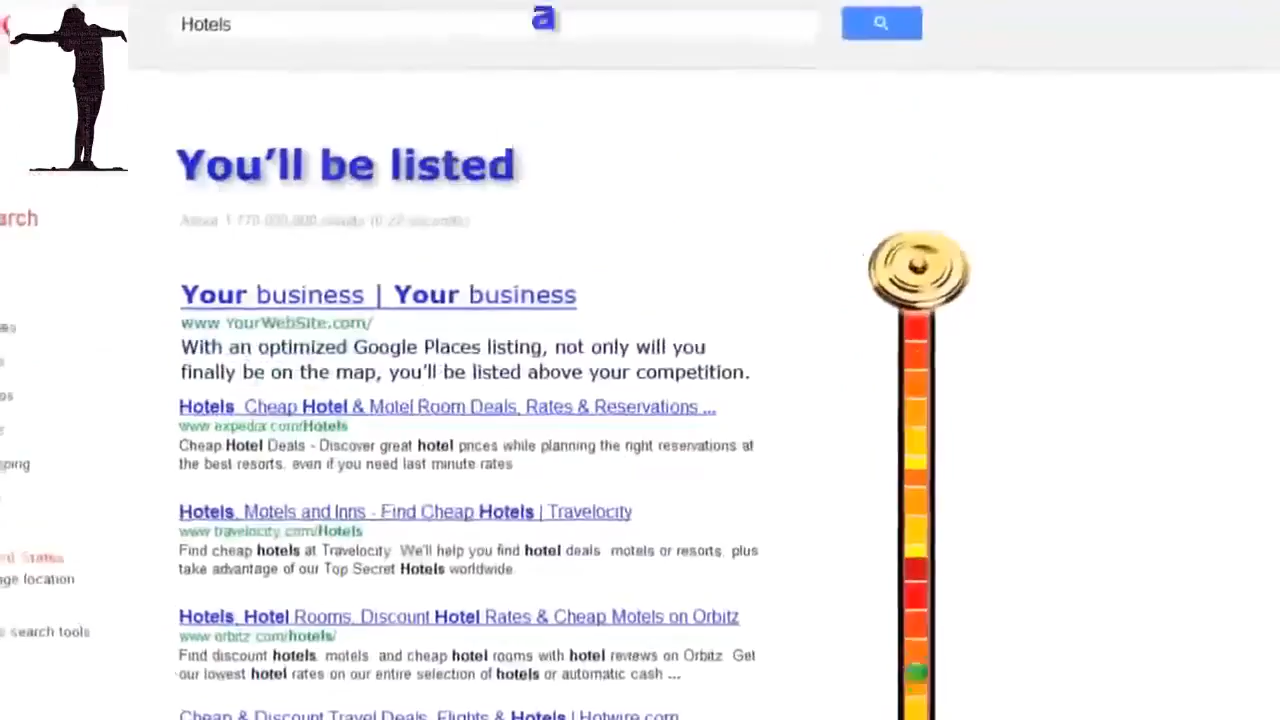 Hotels
a
You'll be listed
arch
Your business | Your business
www YourWebSite.com/
With an optimized Google Places listing, not only will you
finally be on the map, you'll be listed above your competition.
Hotels Cheap Hotel & Motel Room Deals, Rates & Reservations ...
www expedia com/Hotels
Cheap Hotel Deals - Discover great hotel prices while planning the right reservations at
the best resorts, even if you need last minute rates
ping
Hotels, Motels and Inns - Find Cheap Hotels | Travelocity
www travelocity com/Hotels
Find cheap hotels at Travelocity We'll help you find hotel deals motels or resorts, plus
take advantage of our Top Secret Hotels worldwide
ed States
nge location
Hotels, Hotel Rooms, Discount Hotel Rates & Cheap Motels on Orbitz
search tools
www orbitz com/hotels/
Find discount hotels motels and cheap hotel rooms with hotel reviews on Orbitz Get
our lowest hotel rates on our entire selection of hotels or automatic cash ...
Cheap & Discount Travel Deals, Flights & Hotels | Hotwire.com